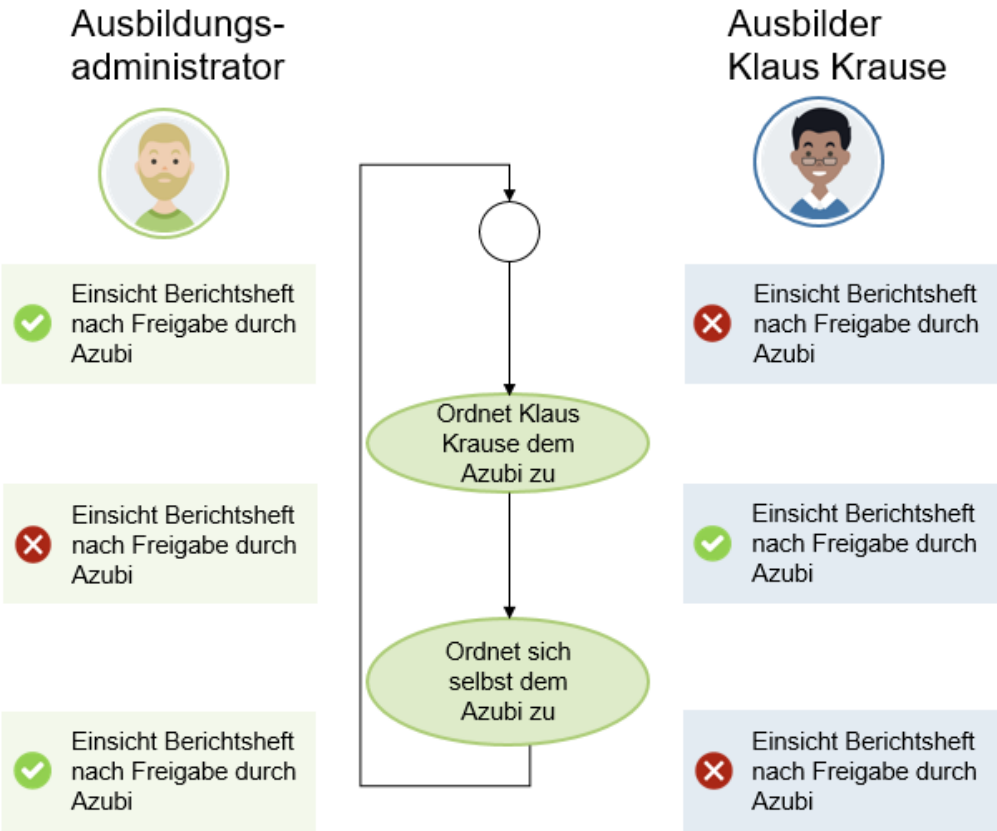 Ausbildungs-
administrator
Ausbilder
Klaus Krause
Einsicht Berichtsheft
nach Freigabe durch
Azubi
Einsicht Berichtsheft
nach Freigabe durch
Azubi
Ordnet Klaus
Krause dem
Azubi zu
Einsicht Berichtsheft
nach Freigabe durch
Azubi
Einsicht Berichtsheft
nach Freigabe durch
Azubi
Ordnet sich
selbst dem
Azubi zu
Einsicht Berichtsheft
nach Freigabe durch
Azubi
Einsicht Berichtsheft
nach Freigabe durch
Azubi